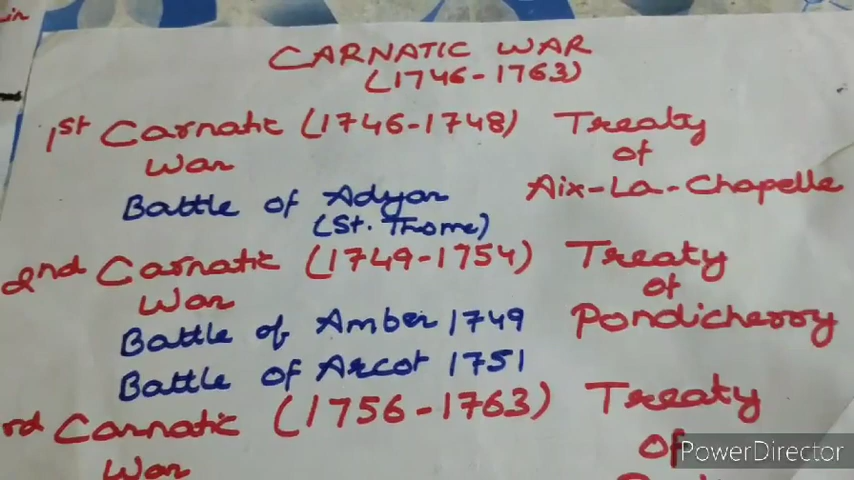 CARNATIC WAR
(1746-1763)
1st Carnatic (1746-1748) Treaty
War of
Battle of Adyar Aix-La-Chapelle
(St. Thome)
2nd Carnatic (1749-1754) Treaty
War of
Battle of Amber 1749 Pondicherry
Battle of Arcot 1751
rd Carnatic (1756-1763) Treaty
War of
PowerDirector